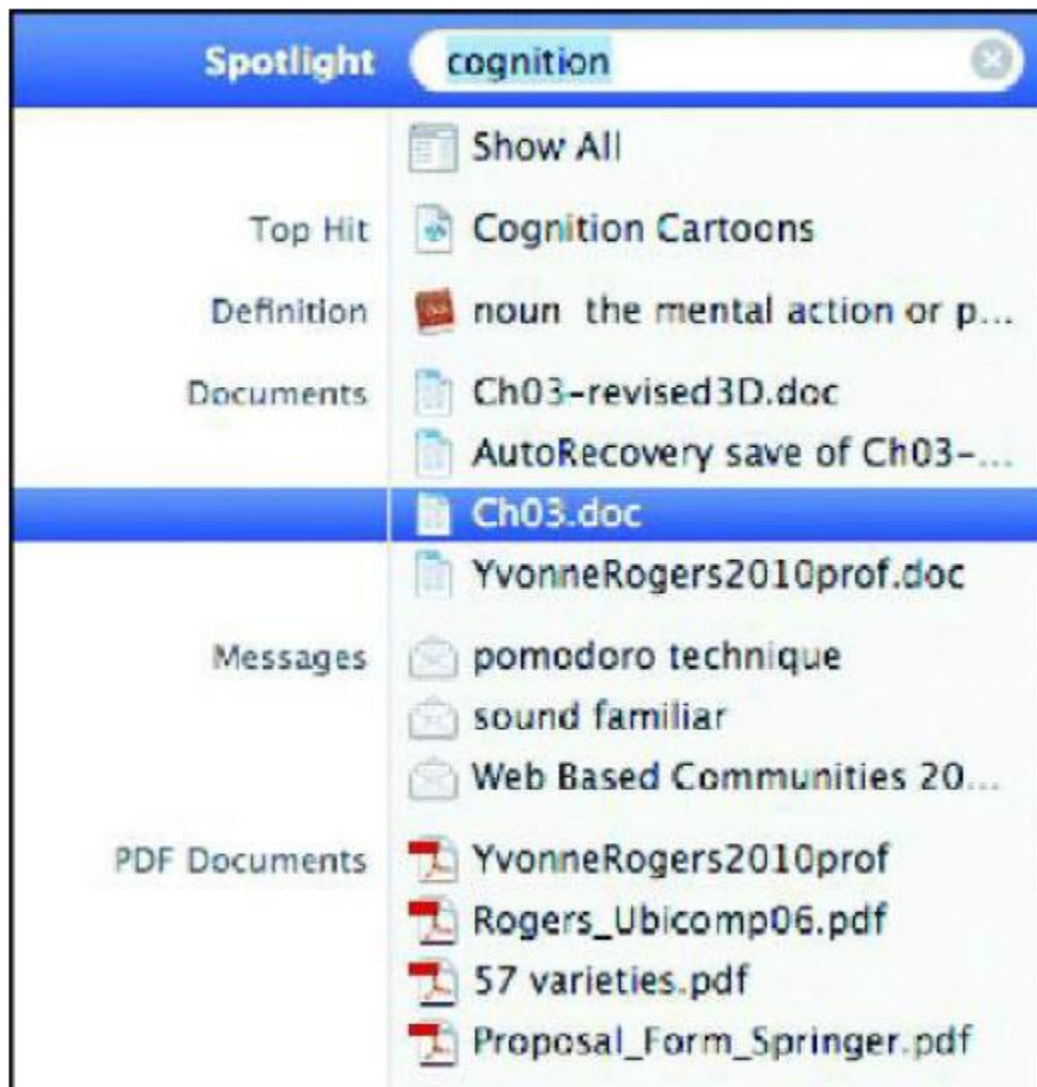 Spotlight cognition
Show All
Top Hit Cognition Cartoons
Definition noun the mental action or p...
Documents Ch03-revised3D.doc
AutoRecovery save of Ch03-...
Ch03.doc
YvonneRogers2010prof.doc
Messages pomodoro technique
sound familiar
Web Based Communities 20...
PDF Documents YvonneRogers2010prof
Rogers_Ubicomp06.pdf
57 varieties.pdf
Proposal_Form_Springer.pdf